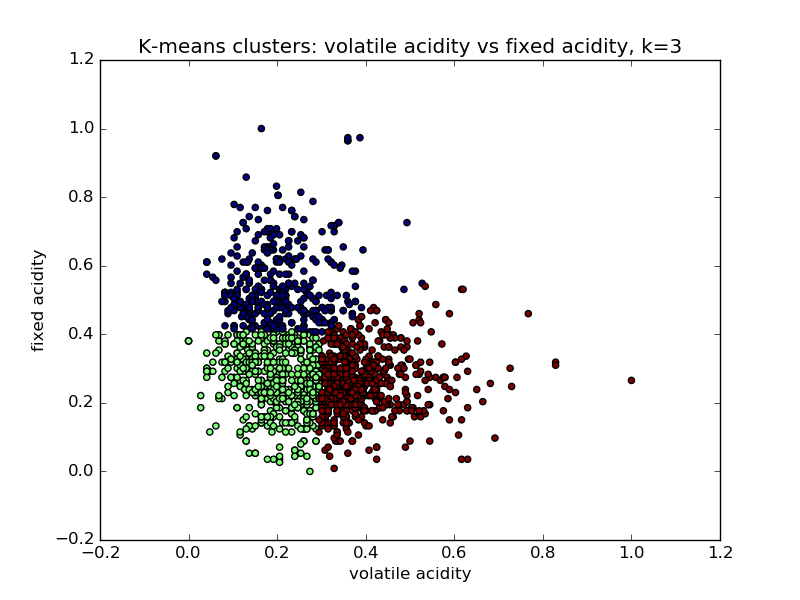 K-means clusters: volatile acidity vs fixed acidity, k=3
1.2
1.0
0.8
0.6
0.4
0.2
0.0
−0.2
fixed acidity
−0.2 0.0 0.2 0.4 0.6 0.8 1.0 1.2
volatile acidity